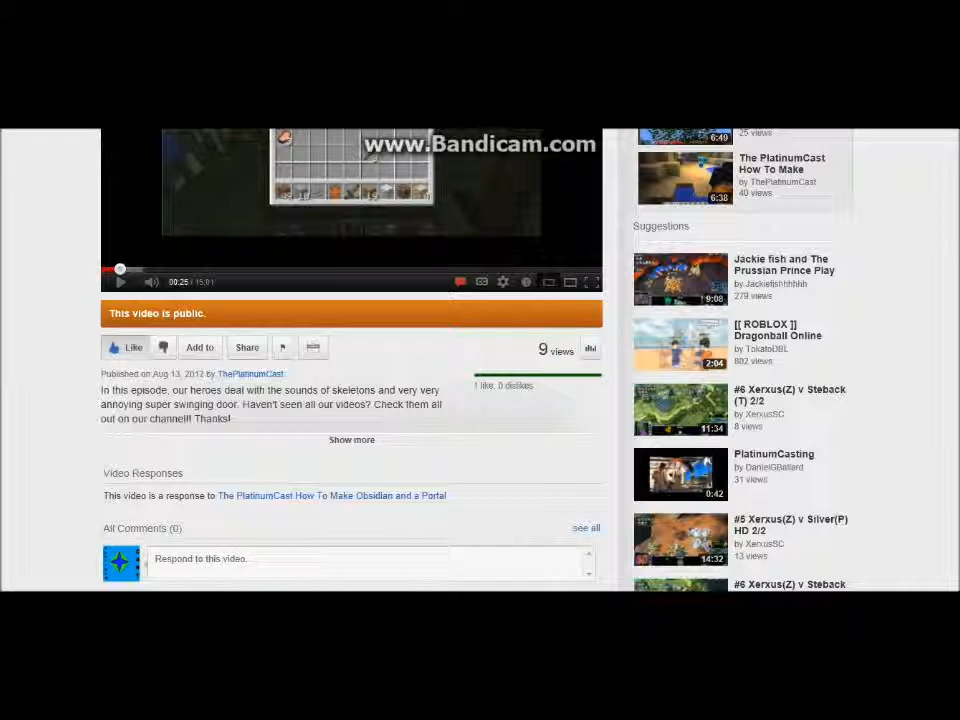 www.Bandicam.com
00:25 / 15:01
This video is public.
Like
Add to
Share
9 views
Published on Aug 13, 2012 by ThePlatinumCast
1 like, 0 dislikes
In this episode, our heroes deal with the sounds of skeletons and very very
annoying super swinging door. Haven't seen all our videos? Check them all
out on our channel!! Thanks!
Show more
Video Responses
This video is a response to The PlatinumCast How To Make Obsidian and a Portal
All Comments (0)
see all
Respond to this video...
6:49
25 views
The PlatinumCast
How To Make
by ThePlatinumCast
40 views
6:38
Suggestions
Jackie fish and The
Prussian Prince Play
by Jackiefishhhhhh
279 views
9:08
[[ ROBLOX ]]
Dragonball Online
by TokatoDBL
802 views
2:04
#6 Xerxus(Z) v Steback
(T) 2/2
by XerxusSC
8 views
11:34
PlatinumCasting
by DanielGBallard
31 views
0:42
#5 Xerxus(Z) v Silver(P)
HD 2/2
by XerxusSC
13 views
14:32
#6 Xerxus(Z) v Steback